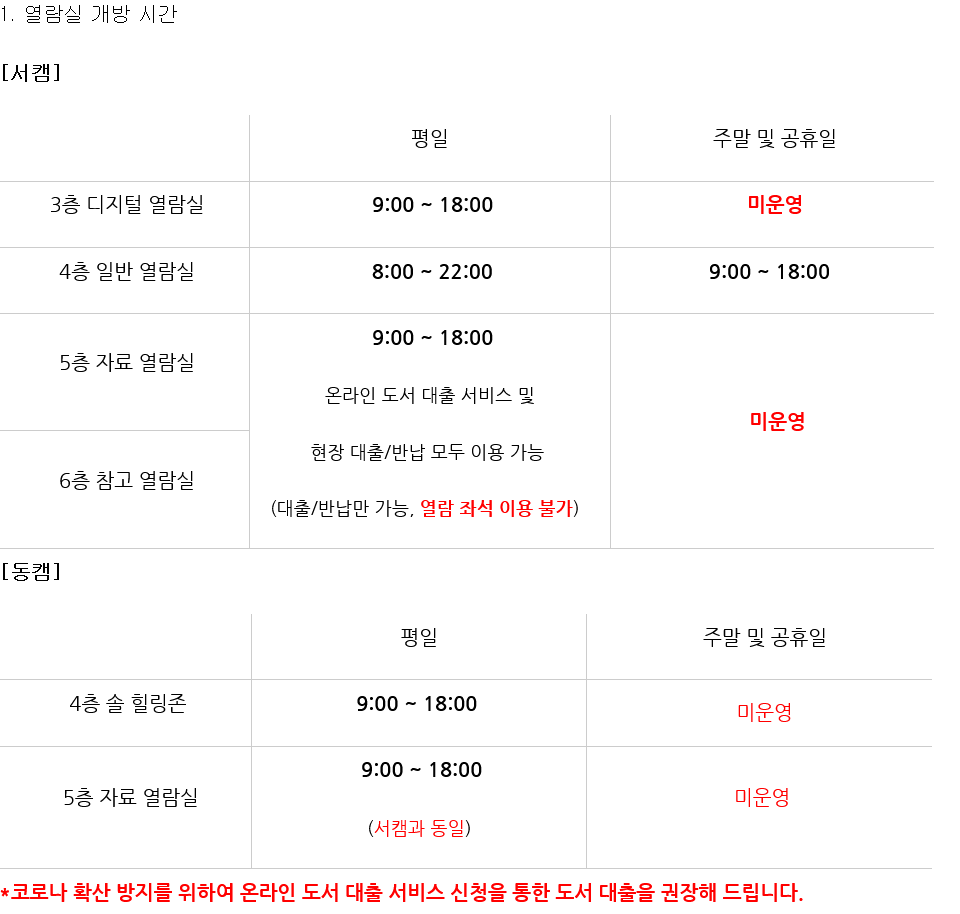 1. 열람실 개방 시간
[서캠]
평일 주말 및 공휴일
3층 디지털 열람실 9:00 ~ 18:00 미운영
4층 일반 열람실 8:00 ~ 22:00 9:00 ~ 18:00
9:00 ~ 18:00
5층 자료 열람실
온라인 도서 대출 서비스 및
미운영
현장 대출/반납 모두 이용 가능
6층 참고 열람실
(대출/반납만 가능, 열람 좌석 이용 불가)
[동캠]
평일 주말 및 공휴일
4층 솔 힐링존 9:00 ~ 18:00 미운영
9:00 ~ 18:00
5층 자료 열람실 미운영
(서캠과 동일)
*코로나 확산 방지를 위하여 온라인 도서 대출 서비스 신청을 통한 도서 대출을 권장해 드립니다.